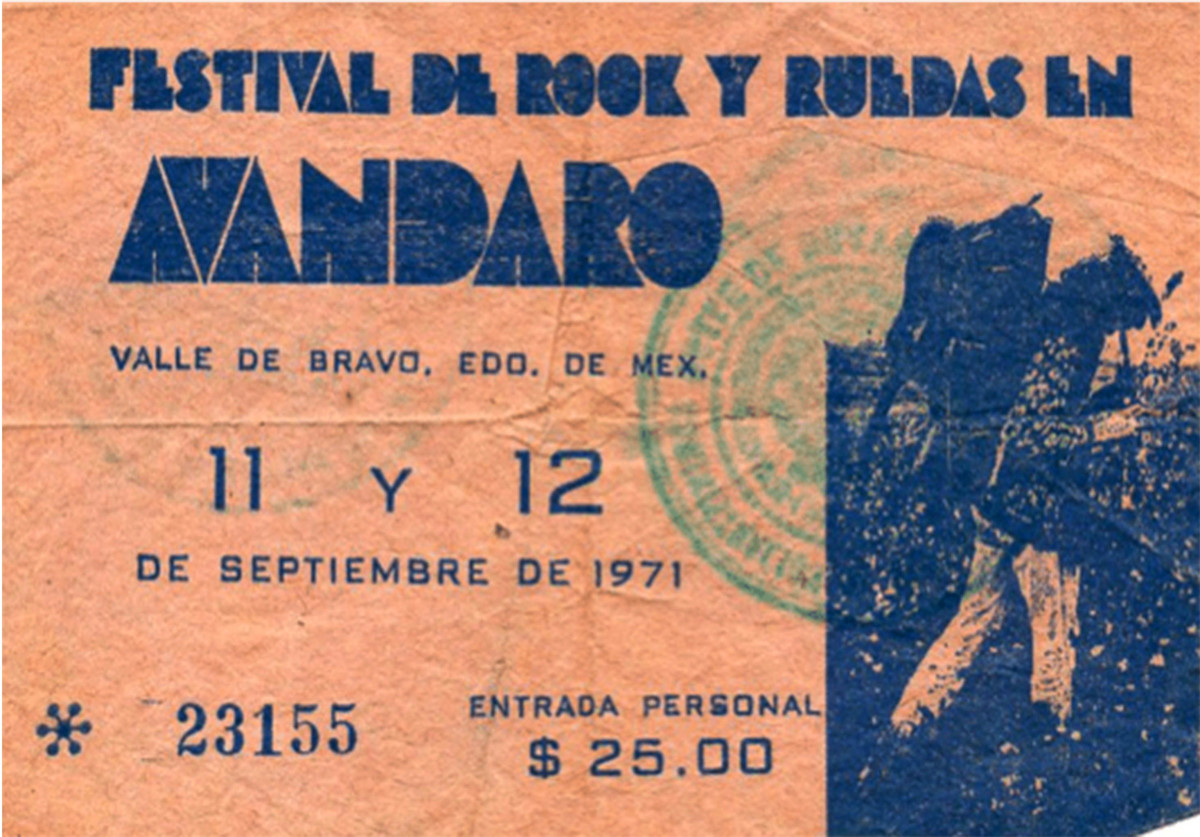 FESTIVAL DE ROCK Y RUEDAS EN
AVANDARO
VALLE DE BRAVO, EDO. DE MEX.
11 Y 12
DE SEPTIEMBRE DE 1971
23155
ENTRADA PERSONAL
$ 25.00